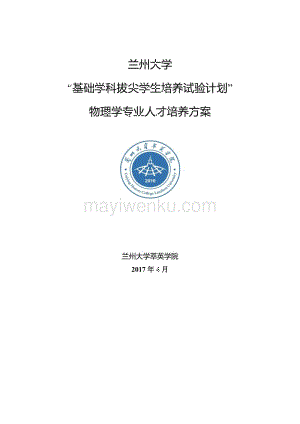 兰州大学
“基础学科拔尖学生培养试验计划”
物理学专业人才培养方案
2010
mayiwenku.com
兰州大学萃英学院
2017 年 4 月